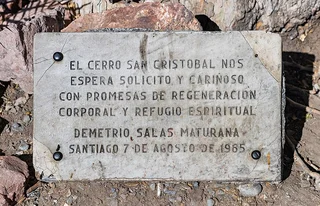 EL CERRO SAN CRISTOBAL NOS
ESPERA SOLICITO Y CARIÑOSO
CON PROMESAS DE REGENERACION
CORPORAL Y REFUGIO ESPIRITUAL
DEMETRIO SALAS MATURANA
SANTIAGO 7 DE AGOSTO DE 1985